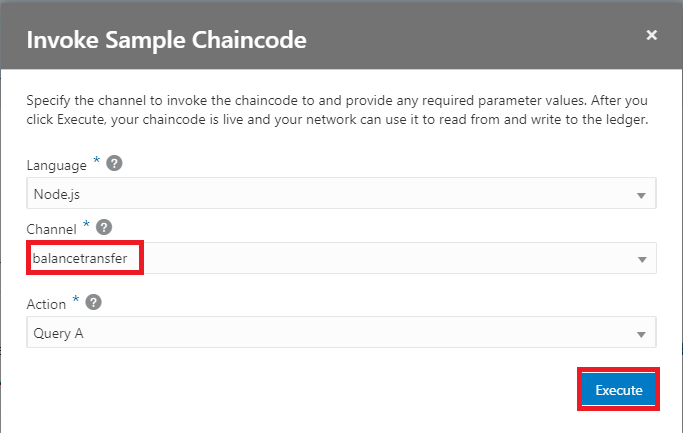 Invoke Sample Chaincode
×
Specify the channel to invoke the chaincode to and provide any required parameter values. After you
click Execute, your chaincode is live and your network can use it to read from and write to the ledger.
Language * ?
Node.js
Channel * ?
balancetransfer
Action * ?
Query A
Execute